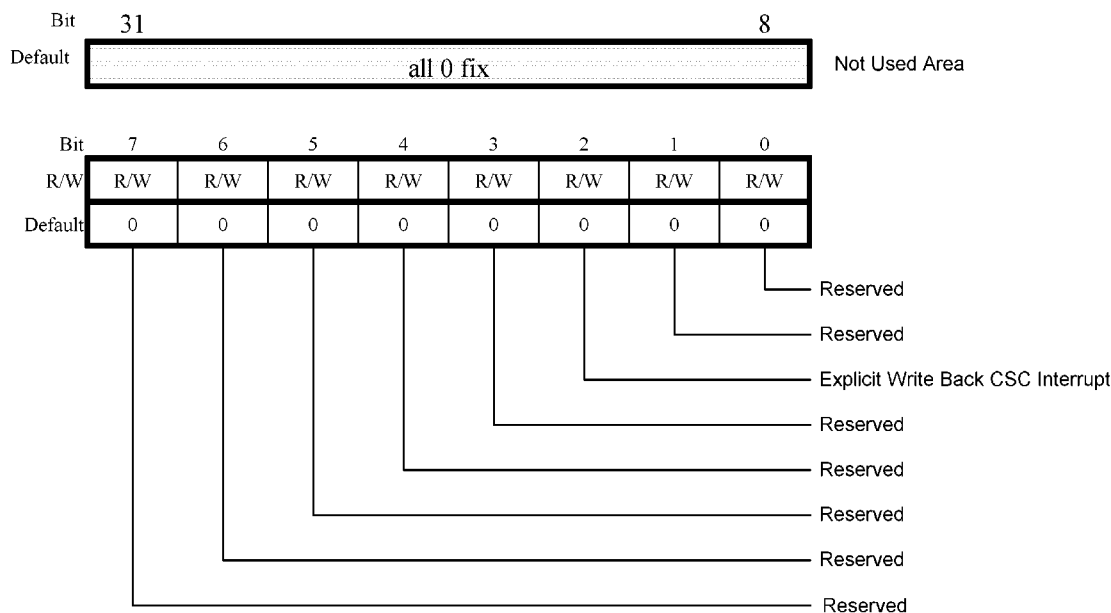 Bit 31 8
Default all 0 fix Not Used Area
Bit 7 6 5 4 3 2 1 0
R/W R/W R/W R/W R/W R/W R/W R/W R/W
Default 0 0 0 0 0 0 0 0
Reserved
Reserved
Explicit Write Back CSC Interrupt
Reserved
Reserved
Reserved
Reserved
Reserved